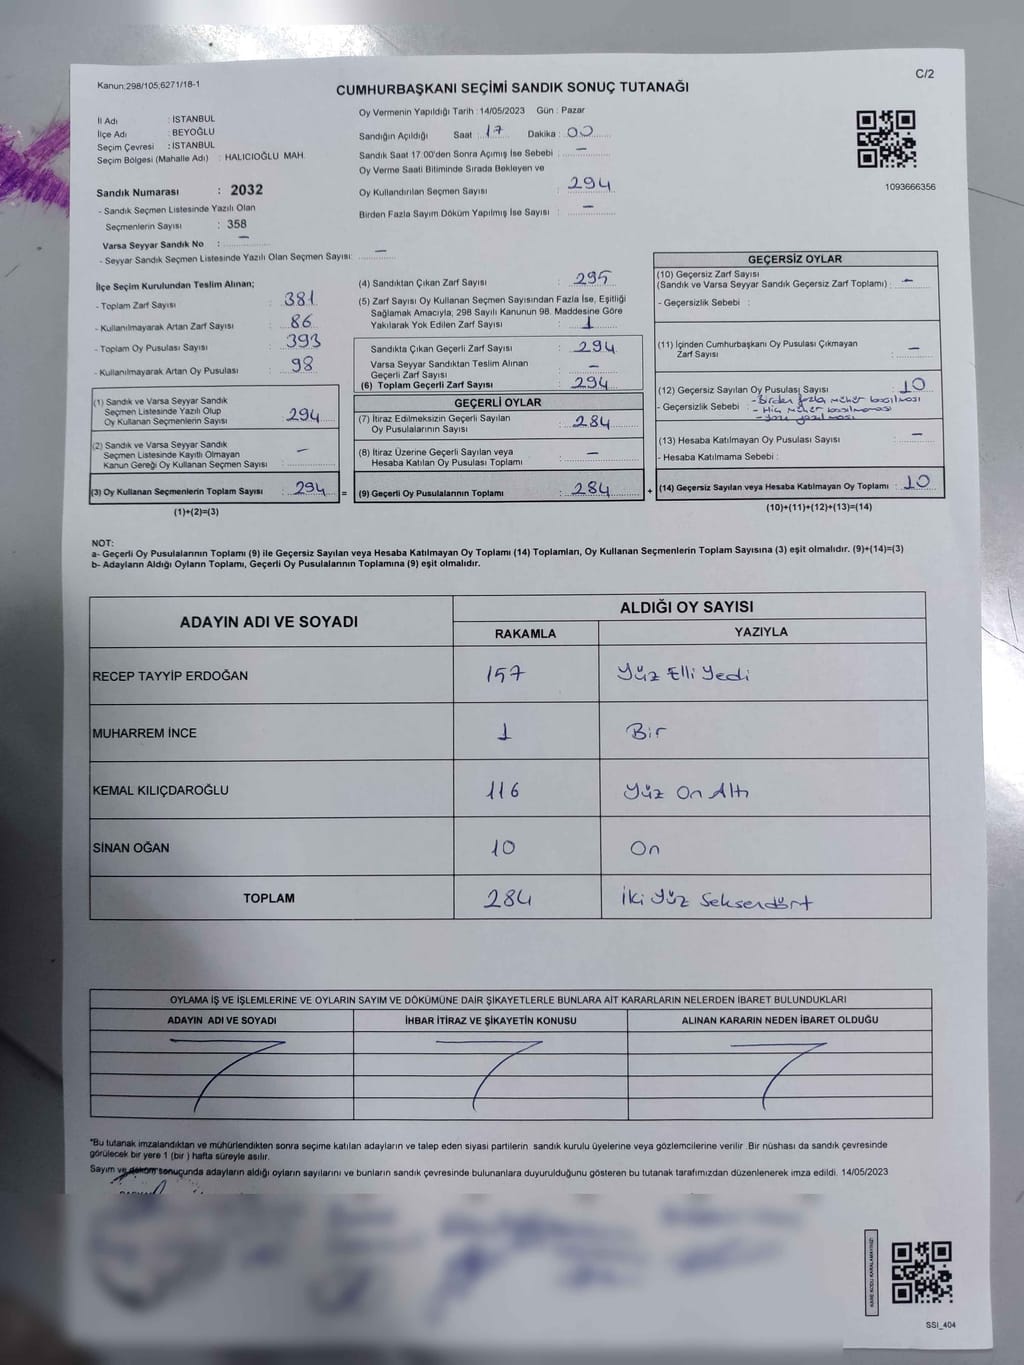 Kanun:298/105,6271/18-1
C/2
CUMHURBAŞKANI SEÇİMİ SANDIK SONUÇ TUTANAĞI
İl Adı : İSTANBUL
İlçe Adı : BEYOĞLU
Seçim Çevresi : İSTANBUL
Seçim Bölgesi (Mahalle Adı) : HALICIOĞLU MAH.
Sandık Numarası : 2032
- Sandık Seçmen Listesinde Yazılı Olan
Seçmenlerin Sayısı : 358
Varsa Seyyar Sandık No : –
- Seyyar Sandık Seçmen Listesinde Yazılı Olan Seçmen Sayısı: –
Oy Vermenin Yapıldığı Tarih : 14/05/2023 Gün : Pazar
Sandığın Açıldığı Saat : 17 Dakika : 00
Sandık Saat 17.00'den Sonra Açımış İse Sebebi : –
Oy Verme Saati Bitiminde Sırada Bekleyen ve
Oy Kullandırılan Seçmen Sayısı : 294
Birden Fazla Sayım Döküm Yapılmış İse Sayısı : –
1093666356
İlçe Seçim Kurulundan Teslim Alınan;
- Toplam Zarf Sayısı : 381
- Kullanılmayarak Artan Zarf Sayısı : 86
- Toplam Oy Pusulası Sayısı : 393
- Kullanılmayarak Artan Oy Pusulası : 98
(1) Sandık ve Varsa Seyyar Sandık
Seçmen Listesinde Yazılı Olup
Oy Kullanan Seçmenlerin Sayısı : 294
(2) Sandık ve Varsa Seyyar Sandık
Seçmen Listesinde Kayıtlı Olmayan
Kanun Gereği Oy Kullanan Seçmen Sayısı : –
(3) Oy Kullanan Seçmenlerin Toplam Sayısı : 294 =
(1)+(2)=(3)
(4) Sandıktan Çıkan Zarf Sayısı : 295
(5) Zarf Sayısı Oy Kullanan Seçmen Sayısından Fazla İse, Eşitliği
Sağlamak Amacıyla; 298 Sayılı Kanunun 98. Maddesine Göre
Yakılarak Yok Edilen Zarf Sayısı : 1
Sandıkta Çıkan Geçerli Zarf Sayısı : 294
Varsa Seyyar Sandıktan Teslim Alınan
Geçerli Zarf Sayısı : –
(6) Toplam Geçerli Zarf Sayısı : 294
GEÇERLİ OYLAR
(7) İtiraz Edilmeksizin Geçerli Sayılan
Oy Pusulalarının Sayısı : 284
(8) İtiraz Üzerine Geçerli Sayılan veya
Hesaba Katılan Oy Pusulası Toplamı : –
(9) Geçerli Oy Pusulalarının Toplamı : 284 +
GEÇERSİZ OYLAR
(10) Geçersiz Zarf Sayısı
(Sandık ve Varsa Seyyar Sandık Geçersiz Zarf Toplamı) : –
- Geçersizlik Sebebi :
(11) İçinden Cumhurbaşkanı Oy Pusulası Çıkmayan
Zarf Sayısı : –
(12) Geçersiz Sayılan Oy Pusulası Sayısı : 10
- Geçersizlik Sebebi : - Birden fazla mühür basılması
- Hiç mühür basılmaması
(13) Hesaba Katılmayan Oy Pusulası Sayısı : –
- Hesaba Katılmama Sebebi :
(14) Geçersiz Sayılan veya Hesaba Katılmayan Oy Toplamı : 10
(10)+(11)+(12)+(13)=(14)
NOT:
a- Geçerli Oy Pusulalarının Toplamı (9) ile Geçersiz Sayılan veya Hesaba Katılmayan Oy Toplamı (14) Toplamları, Oy Kullanan Seçmenlerin Toplam Sayısına (3) eşit olmalıdır. (9)+(14)=(3)
b- Adayların Aldığı Oyların Toplamı, Geçerli Oy Pusulalarının Toplamına (9) eşit olmalıdır.
ADAYIN ADI VE SOYADI ALDIĞI OY SAYISI
RAKAMLA YAZIYLA
RECEP TAYYİP ERDOĞAN 157 Yüz Elli Yedi
MUHARREM İNCE 1 Bir
KEMAL KILIÇDAROĞLU 116 Yüz On Altı
SİNAN OĞAN 10 On
TOPLAM 284 İki Yüz Seksendört
OYLAMA İŞ VE İŞLEMLERİNE VE OYLARIN SAYIM VE DÖKÜMÜNE DAİR ŞİKAYETLERLE BUNLARA AİT KARARLARIN NELERDEN İBARET BULUNDUKLARI
ADAYIN ADI VE SOYADI İHBAR İTİRAZ VE ŞİKAYETİN KONUSU ALINAN KARARIN NEDEN İBARET OLDUĞU
"Bu tutanak imzalandıktan ve mühürlendikten sonra seçime katılan adayların ve talep eden siyasi partilerin sandık kurulu üyelerine veya gözlemcilerine verilir. Bir nüshası da sandık çevresinde
görülecek bir yere 1 (bir ) hafta süreyle asılır.
Sayım ve döküm sonucunda adayların aldığı oyların sayılarını ve bunların sandık çevresinde bulunanlara duyurulduğunu gösteren bu tutanak tarafımızdan düzenlenerek imza edildi. 14/05/2023
KARE KODU KARALAMAYINIZ!
SSI_404